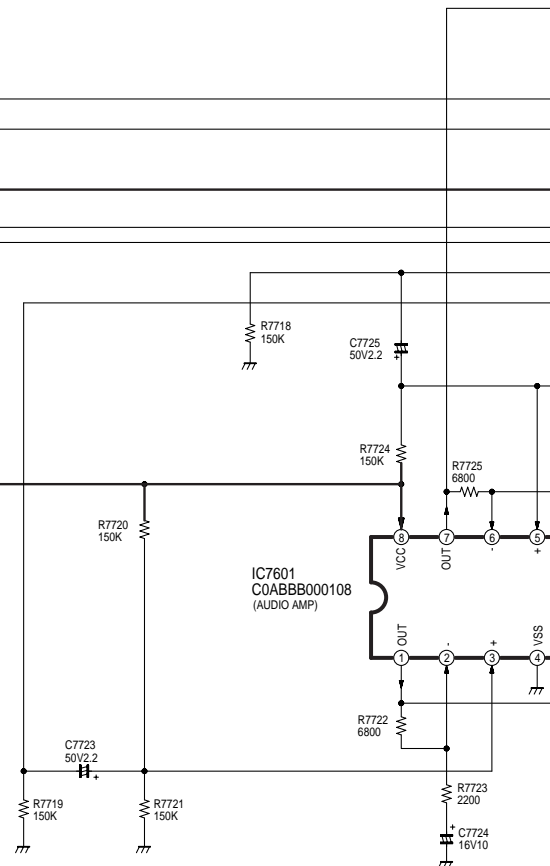 R7718
150K
C7725
50V2.2
+
R7724
150K
R7725
6800
R7720
150K
8
7
6
5
VCC
OUT
-
+
IC7601
C0ABBB000108
(AUDIO AMP)
OUT
-
+
VSS
1
2
3
4
R7722
6800
C7723
50V2.2
+
R7719
150K
R7721
150K
R7723
2200
+
C7724
16V10